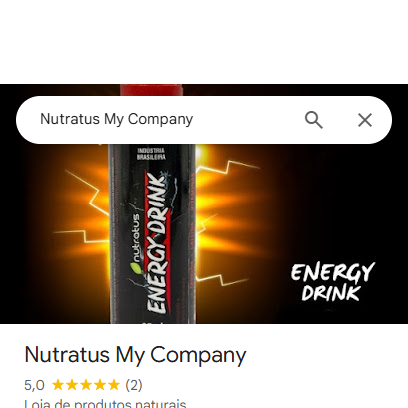 Nutratus My Company
INDÚSTRIA
BRASILEIRA
nutratus
ENERGY DRINK
ENERGY
DRINK
Nutratus My Company
5,0 ★★★★★ (2)
Loja de produtos naturais